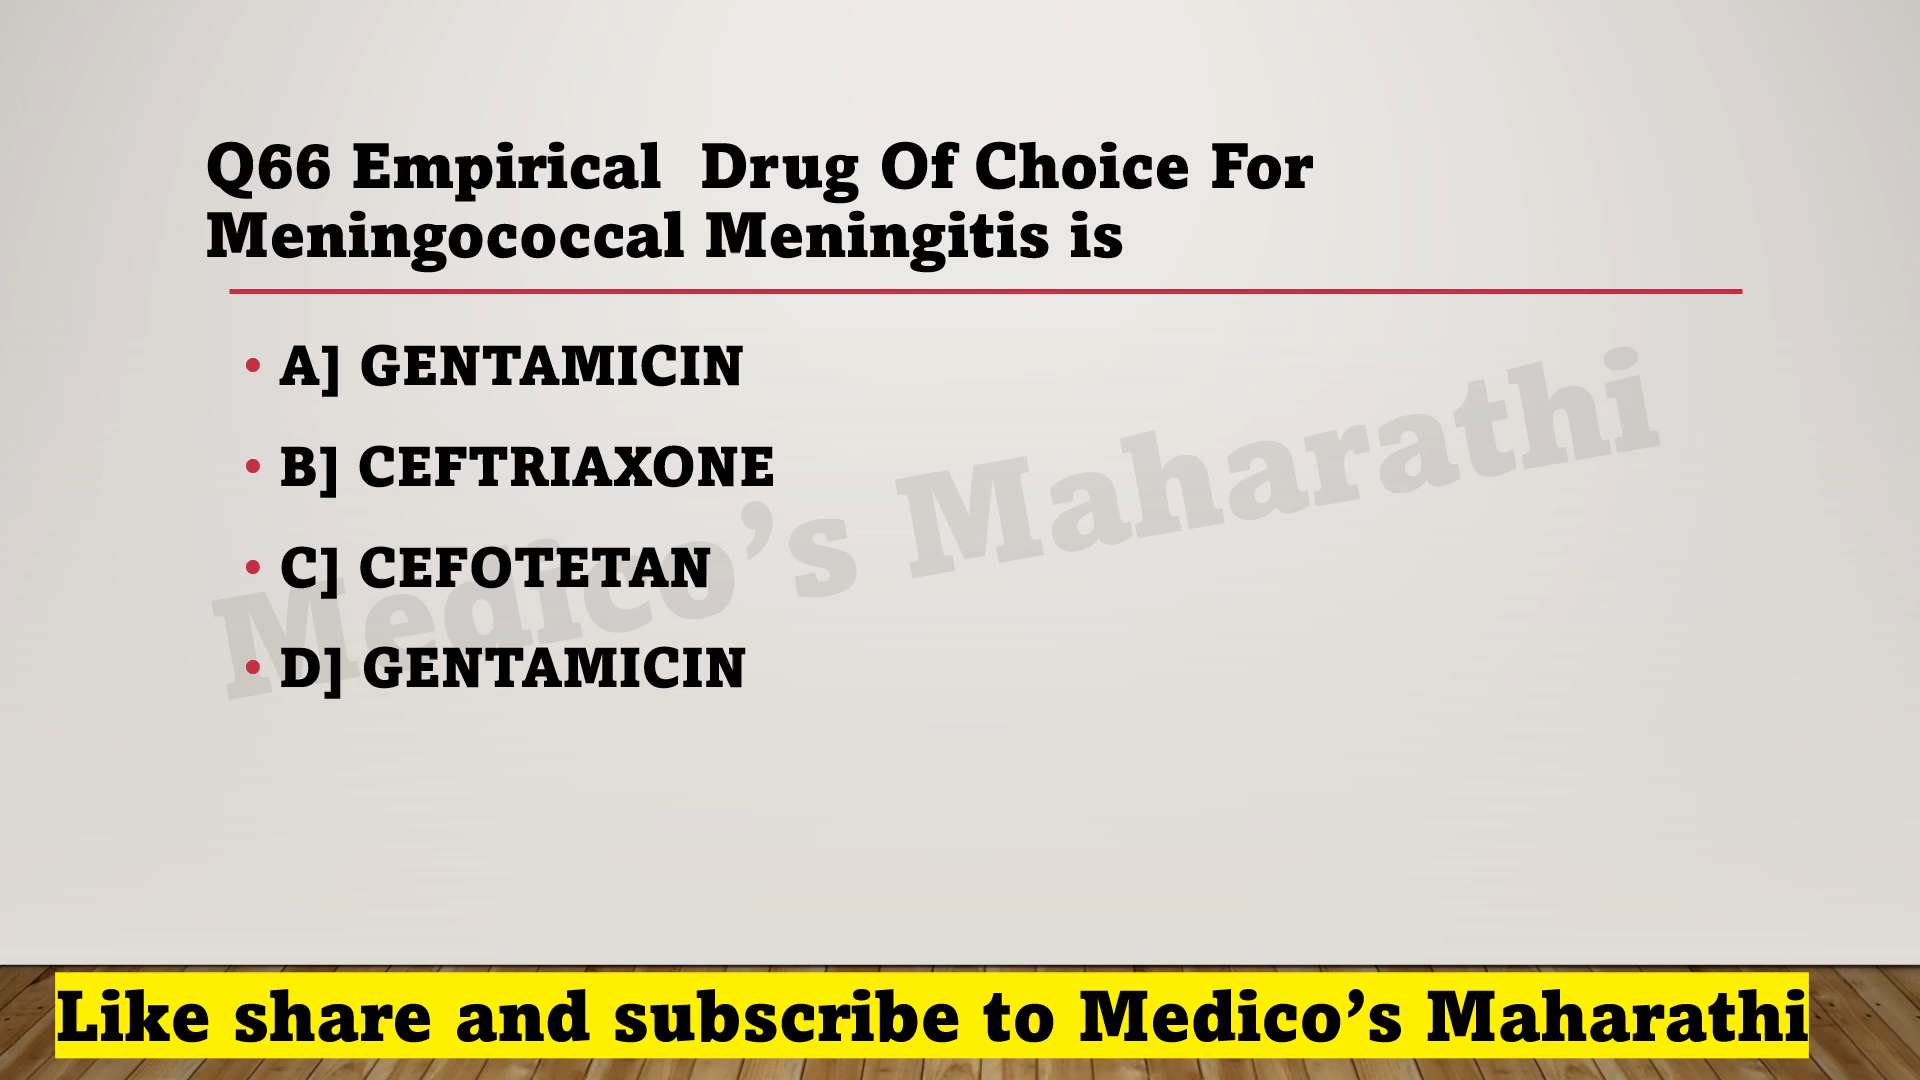 Q66 Empirical  Drug Of Choice For
Meningococcal Meningitis is
• A] GENTAMICIN
• B] CEFTRIAXONE
• C] CEFOTETAN
• D] GENTAMICIN
Medico’s Maharathi
Like share and subscribe to Medico’s Maharathi